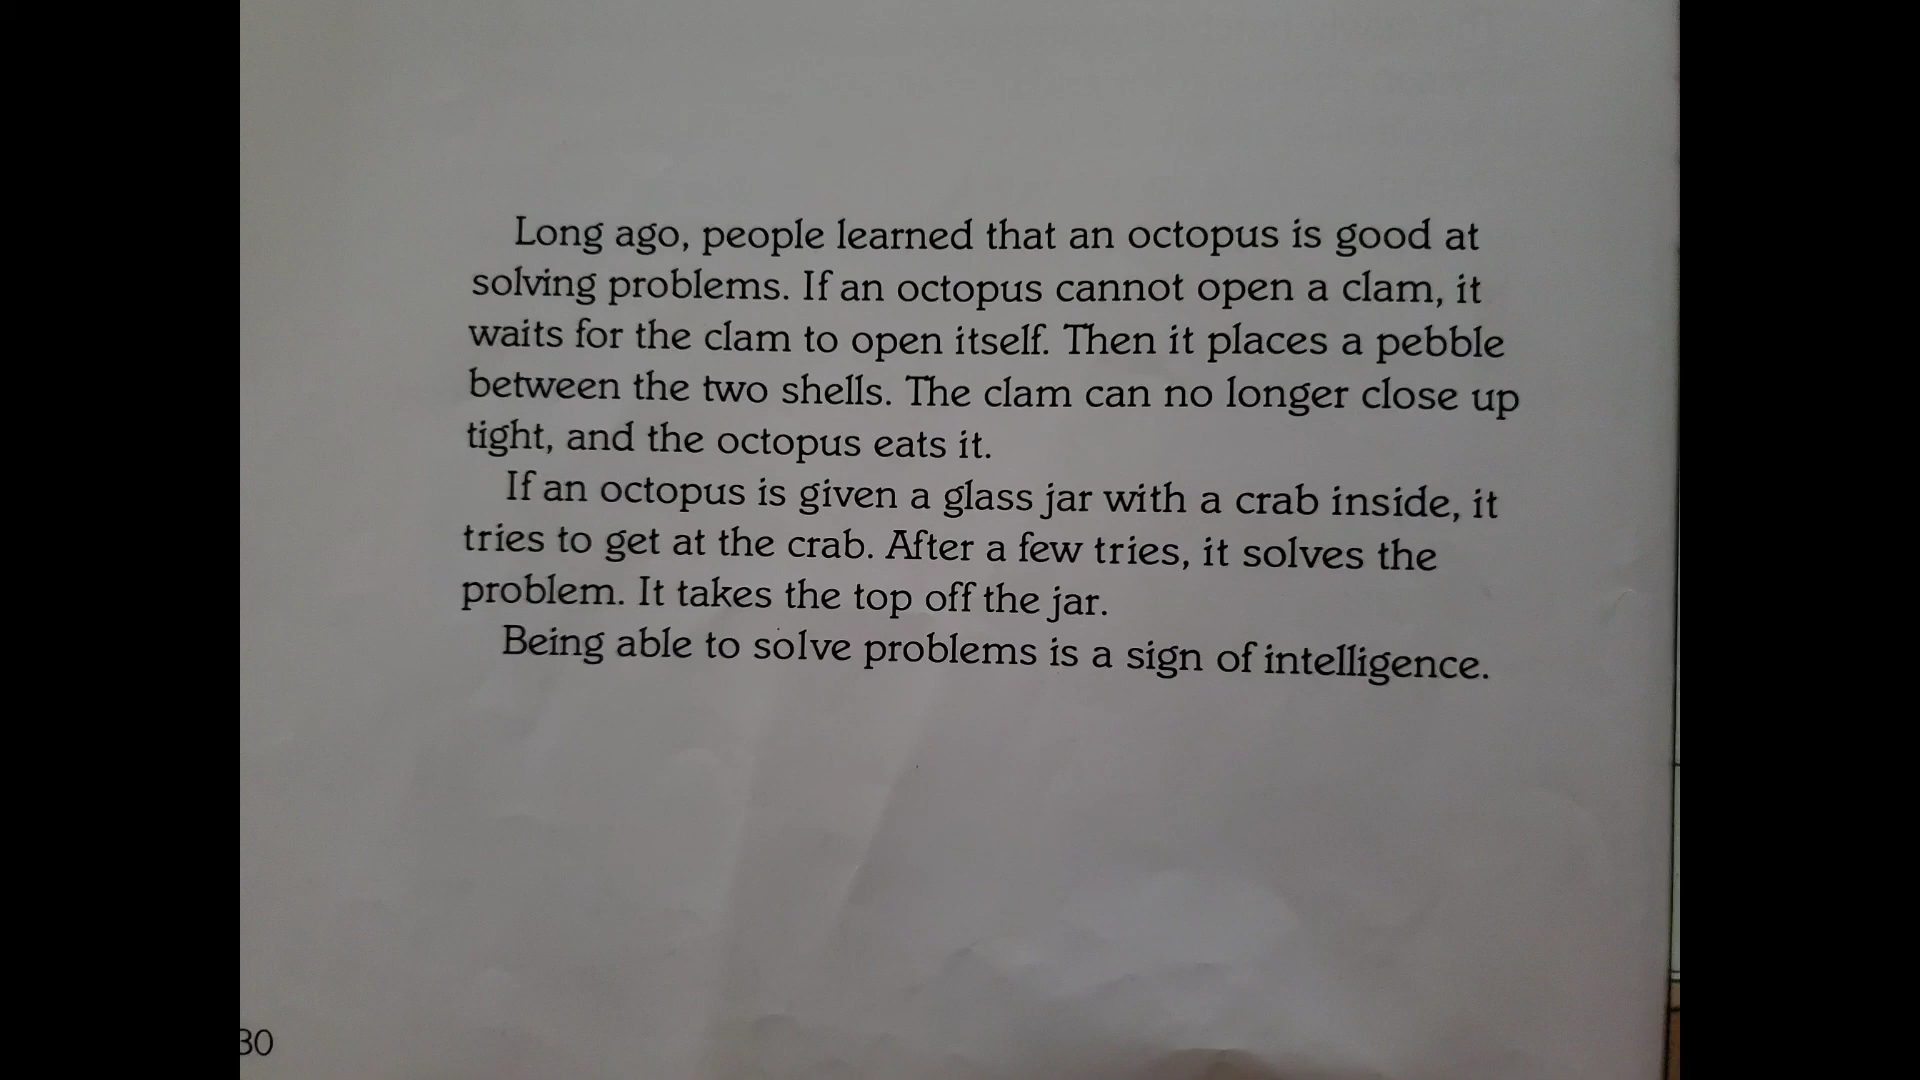 Long ago, people learned that an octopus is good at
solving problems. If an octopus cannot open a clam, it
waits for the clam to open itself. Then it places a pebble
between the two shells. The clam can no longer close up
tight, and the octopus eats it.
If an octopus is given a glass jar with a crab inside, it
tries to get at the crab. After a few tries, it solves the
problem. It takes the top off the jar.
Being able to solve problems is a sign of intelligence.
30